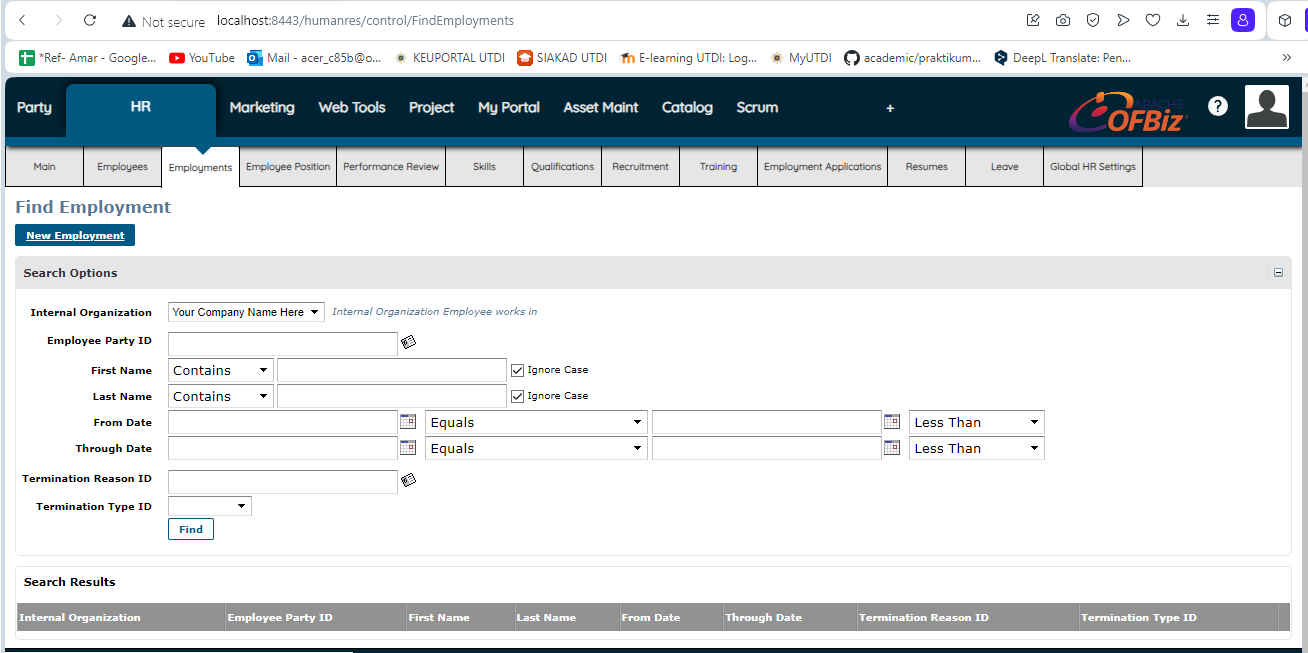 Not secure localhost:8443/humanres/control/FindEmployments
*Ref- Amar - Google... YouTube Mail - acer_c85b@o... KEUPORTAL UTDI SIAKAD UTDI E-learning UTDI: Log... MyUTDI academic/praktikum... DeepL Translate: Pen... »
Party HR Marketing Web Tools Project My Portal Asset Maint Catalog Scrum + APACHE OFBiz ?
Main Employees Employments Employee Position Performance Review Skills Qualifications Recruitment Training Employment Applications Resumes Leave Global HR Settings
Find Employment
New Employment
Search Options
Internal Organization Your Company Name Here Internal Organization Employee works in
Employee Party ID
First Name Contains Ignore Case
Last Name Contains Ignore Case
From Date Equals Less Than
Through Date Equals Less Than
Termination Reason ID
Termination Type ID
Find
Search Results
Internal Organization Employee Party ID First Name Last Name From Date Through Date Termination Reason ID Termination Type ID